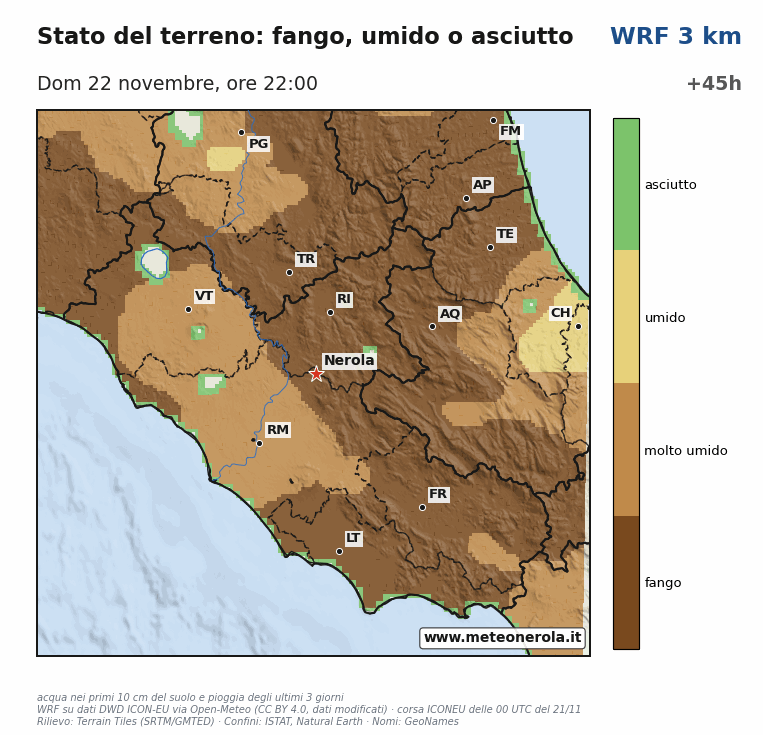 Stato del terreno: fango, umido o asciutto
WRF 3 km
Dom 22 novembre, ore 22:00
+45h
FM
PG
AP
TE
TR
VT
RI
AQ
CH
Nerola
RM
FR
LT
asciutto
umido
molto umido
fango
www.meteonerola.it
acqua nei primi 10 cm del suolo e pioggia degli ultimi 3 giorni
WRF su dati DWD ICON-EU via Open-Meteo (CC BY 4.0, dati modificati) · corsa ICONEU delle 00 UTC del 21/11
Rilievo: Terrain Tiles (SRTM/GMTED) · Confini: ISTAT, Natural Earth · Nomi: GeoNames